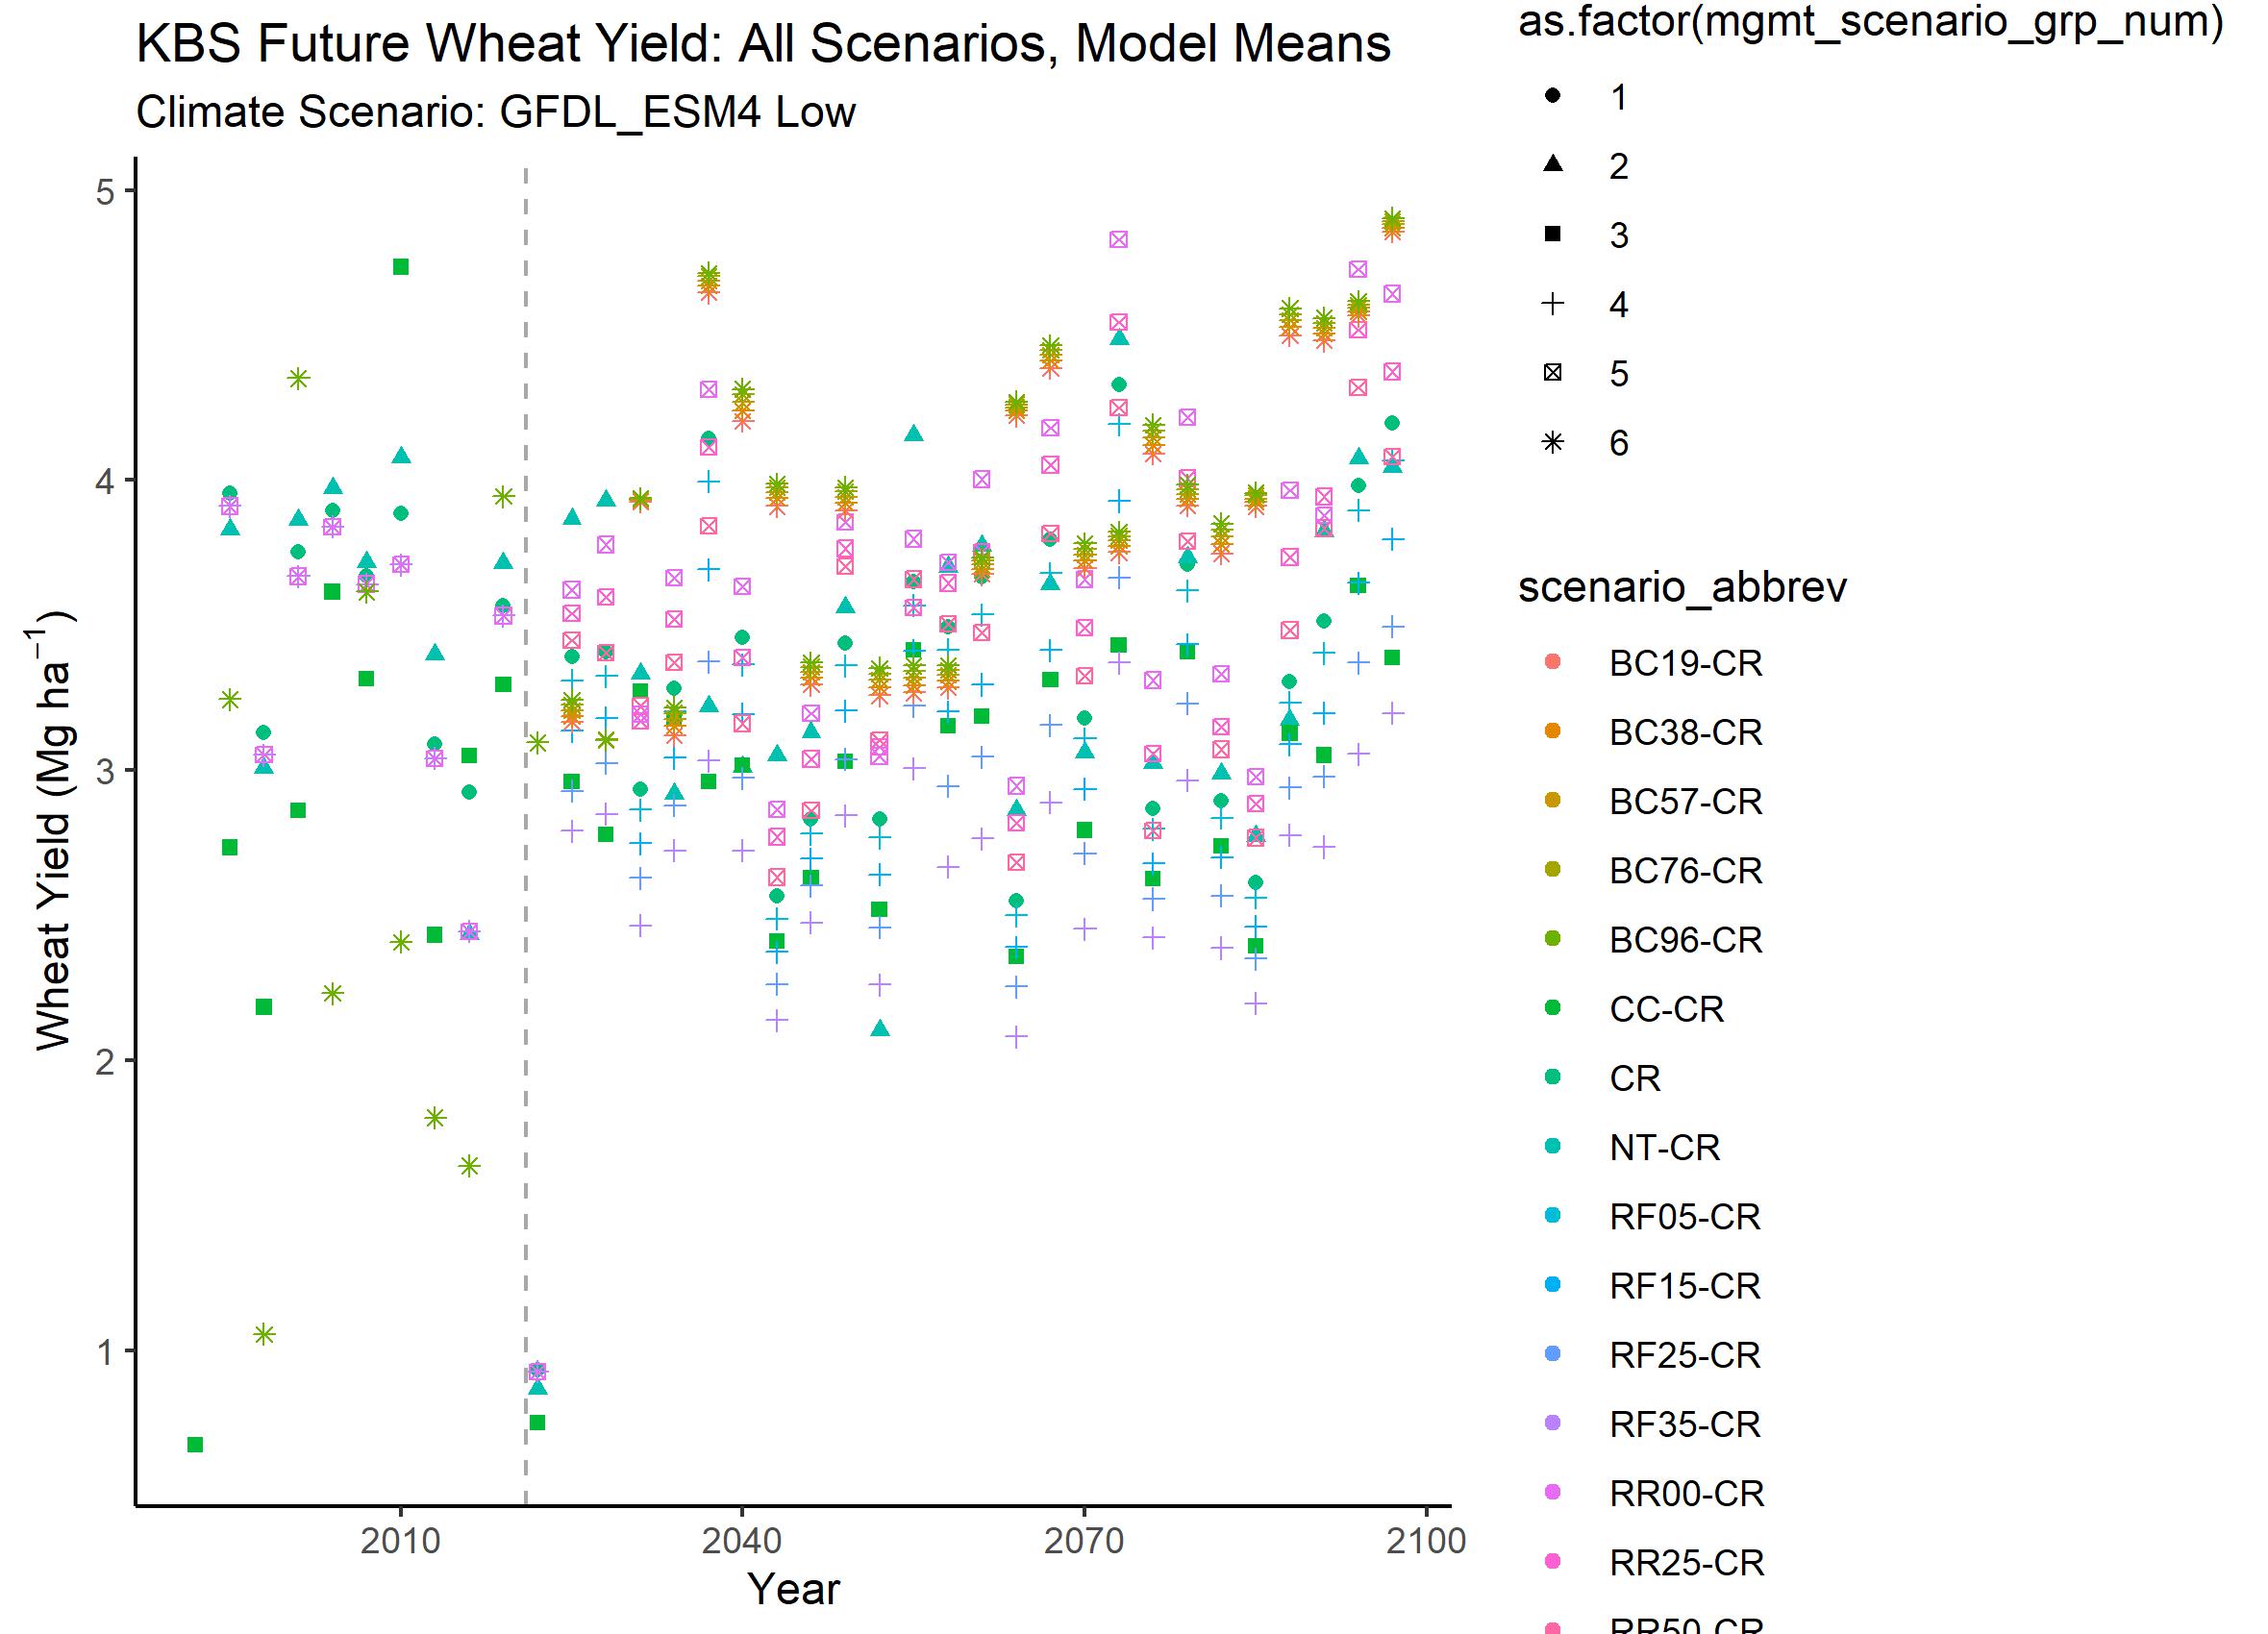 KBS Future Wheat Yield: All Scenarios, Model Means
Climate Scenario: GFDL_ESM4 Low
Wheat Yield (Mg ha⁻¹)
5
4
3
2
1
2010
2040
2070
2100
Year
as.factor(mgmt_scenario_grp_num)
1
2
3
4
5
6
scenario_abbrev
BC19-CR
BC38-CR
BC57-CR
BC76-CR
BC96-CR
CC-CR
CR
NT-CR
RF05-CR
RF15-CR
RF25-CR
RF35-CR
RR00-CR
RR25-CR
RR50-CR